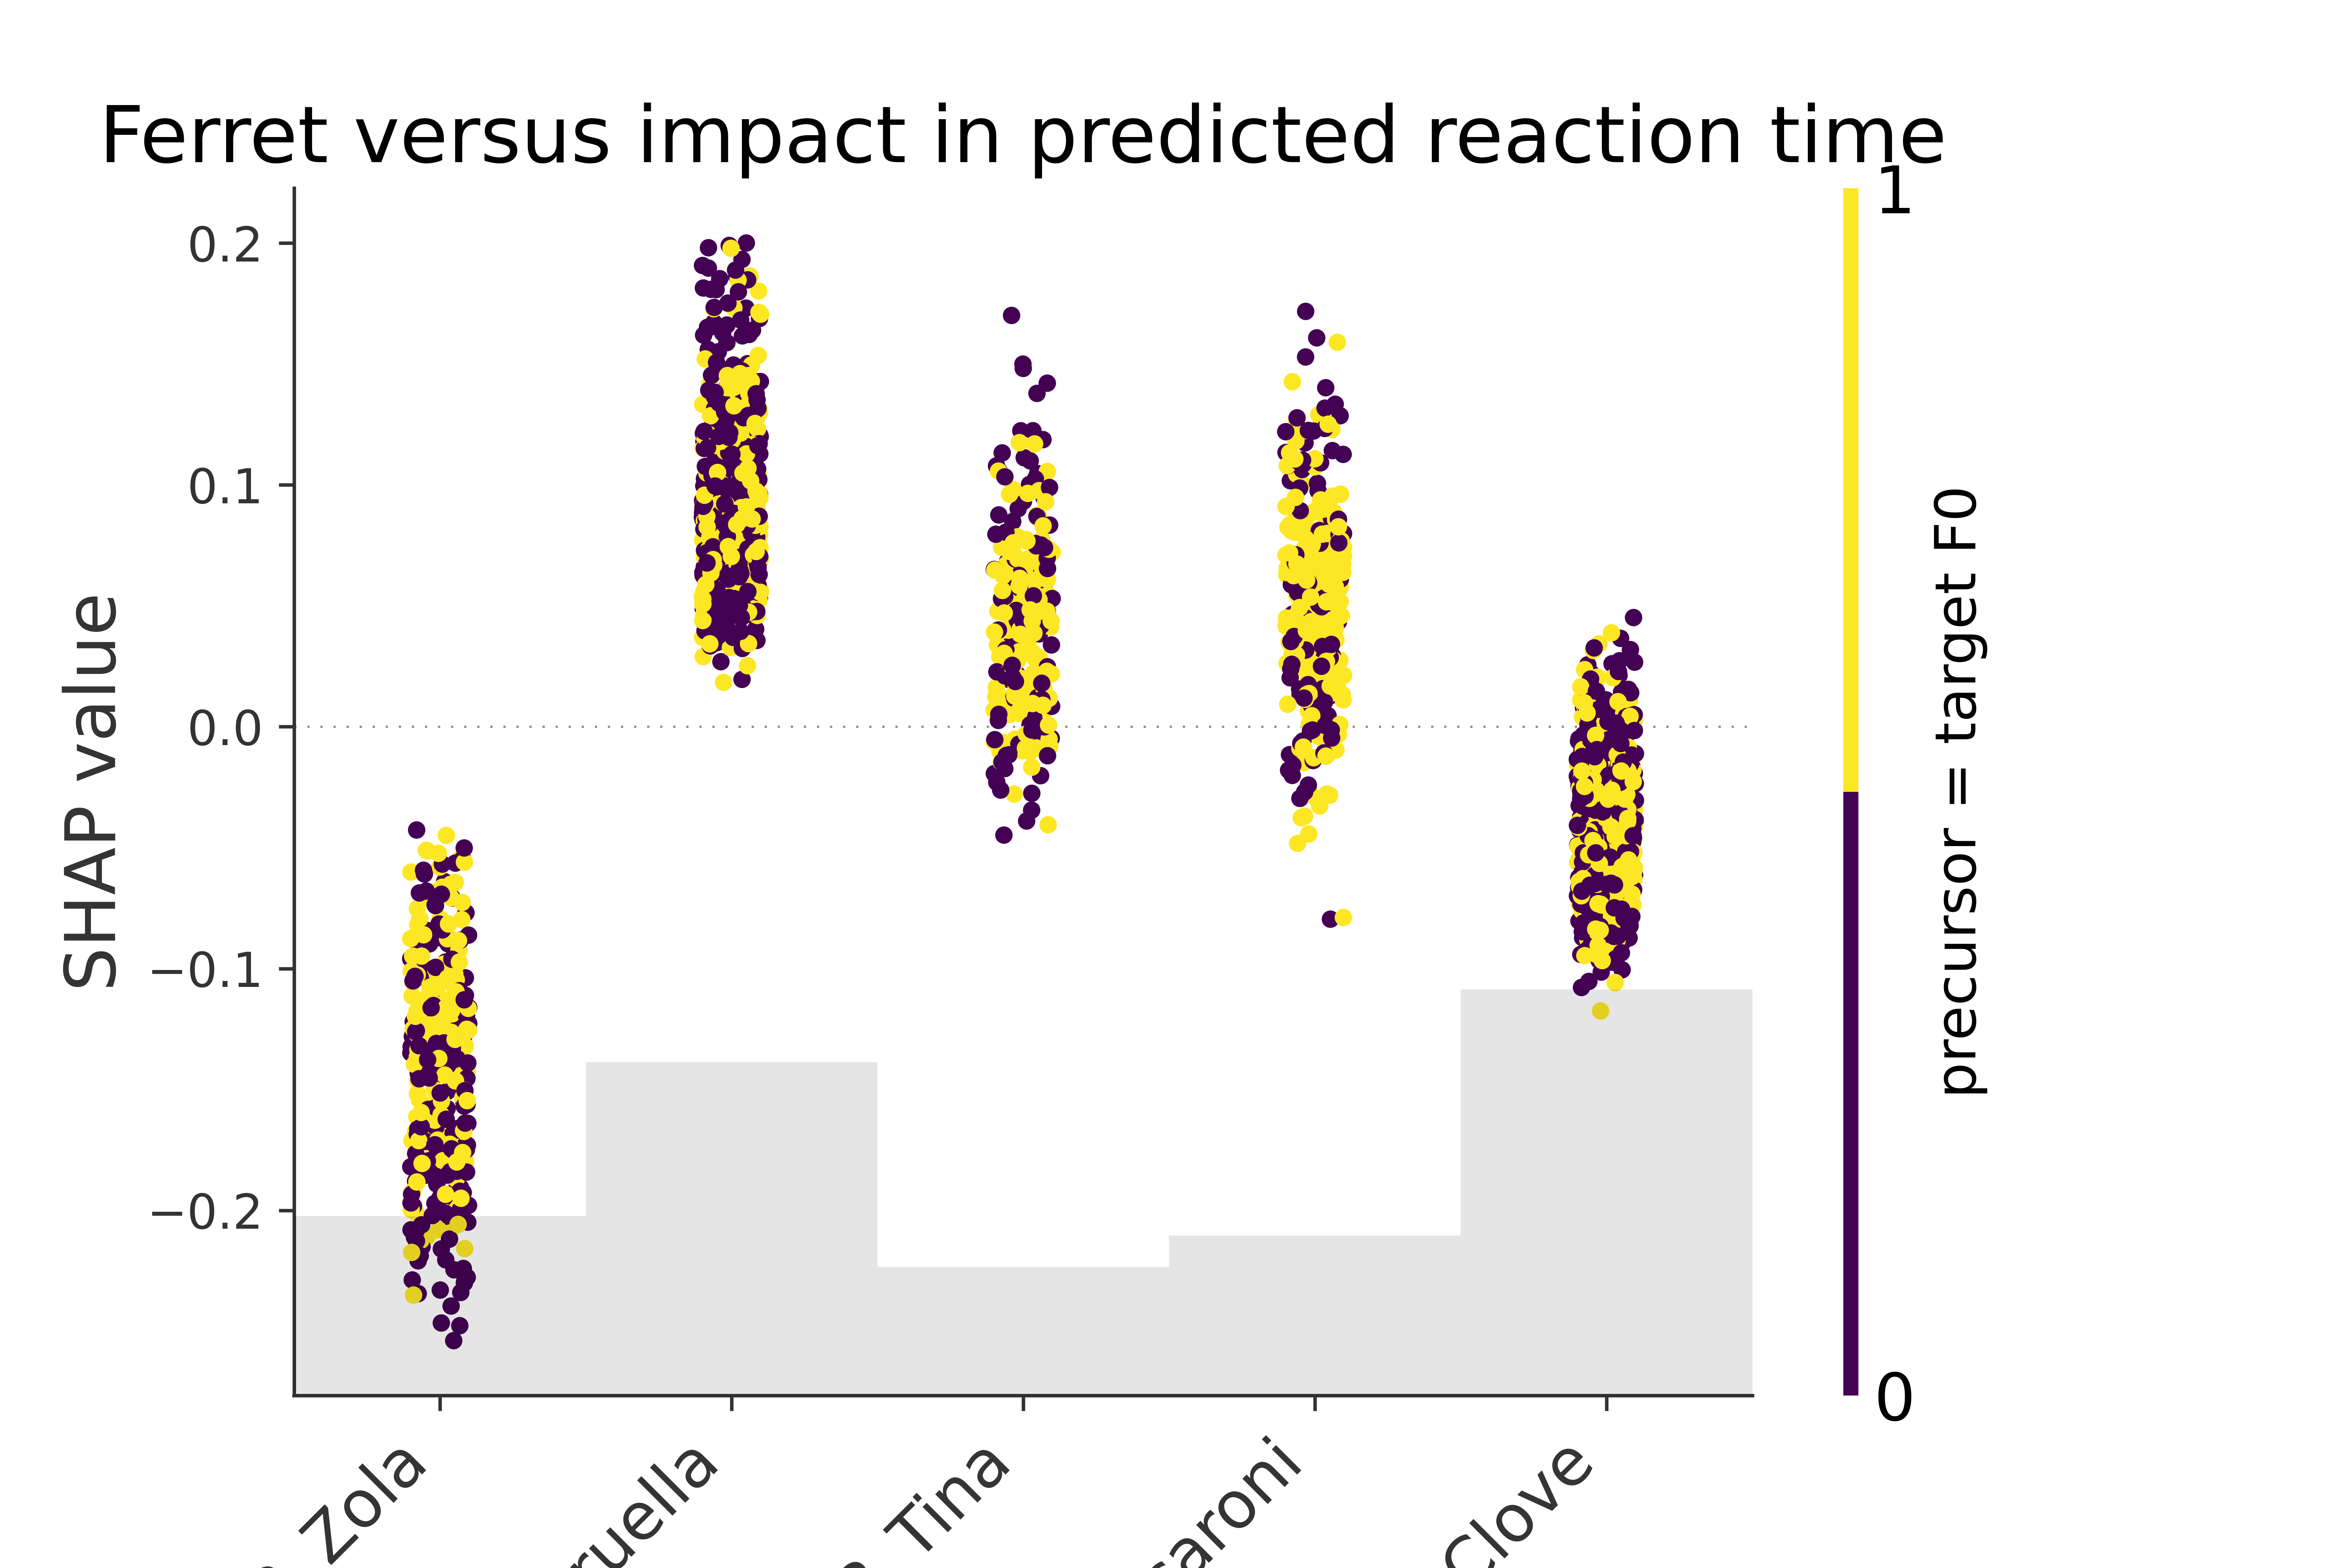 Ferret versus impact in predicted reaction time
SHAP value
0.2
0.1
0.0
−0.1
−0.2
Zola
ruella
Tina
saroni
Clove
1
0
precursor = target F0